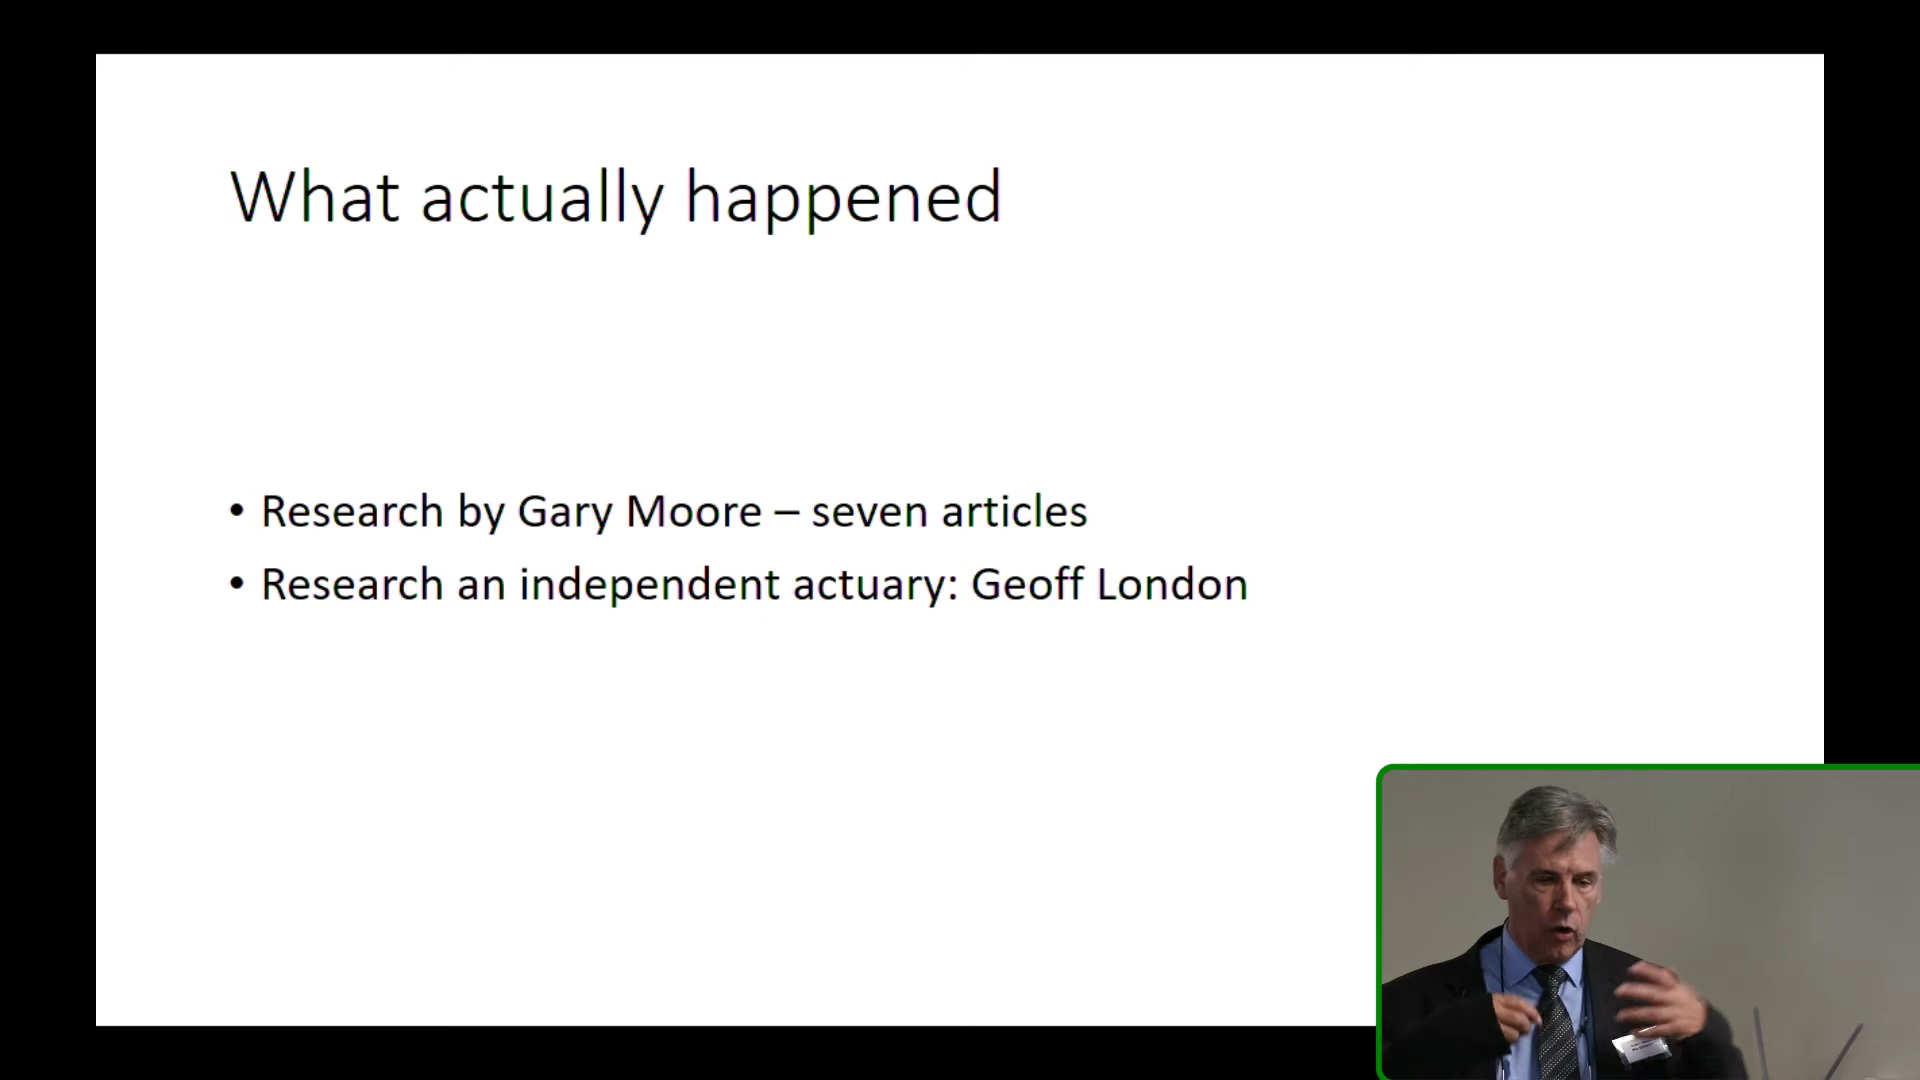 What actually happened
• Research by Gary Moore – seven articles
• Research an independent actuary: Geoff London